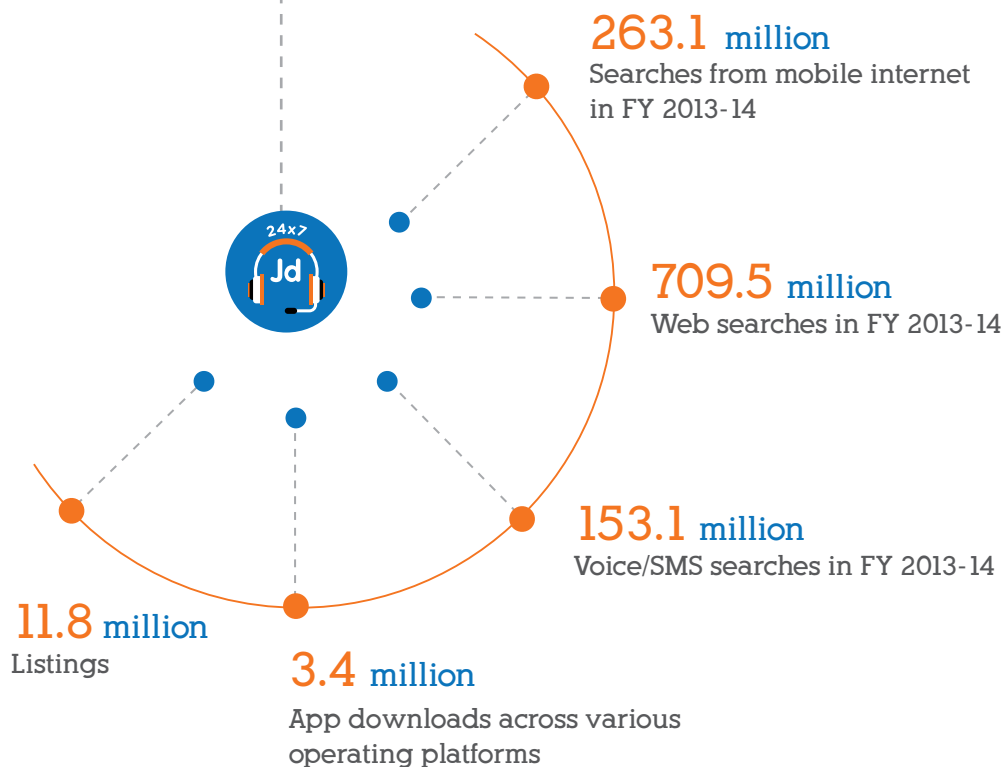 263.1 million
Searches from mobile internet
in FY 2013-14
24x7
Jd
709.5 million
Web searches in FY 2013-14
153.1 million
Voice/SMS searches in FY 2013-14
11.8 million
Listings
3.4 million
App downloads across various
operating platforms